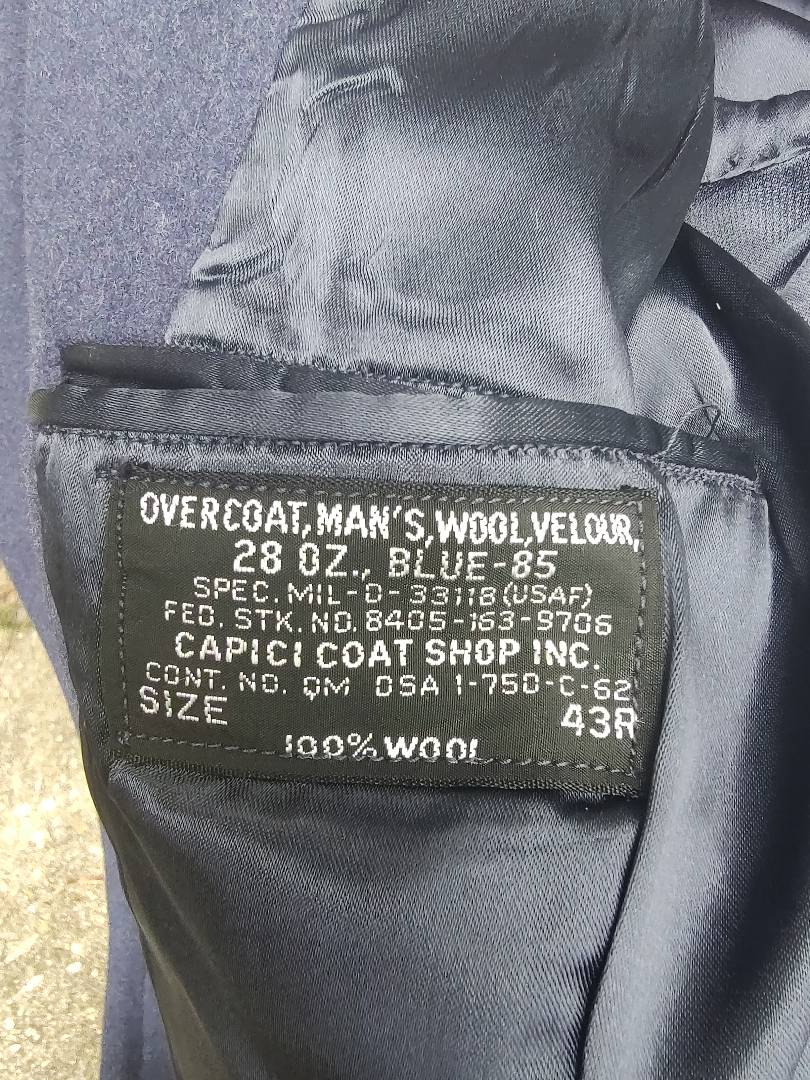 OVERCOAT, MAN'S, WOOL, VELOUR,
28 OZ., BLUE-85
SPEC. MIL-O-33118 (USAF)
FED. STK. NO. 8405-163-9706
CAPICI COAT SHOP INC.
CONT. NO. QM DSA 1-750-C-62
SIZE 43R
100% WOOL